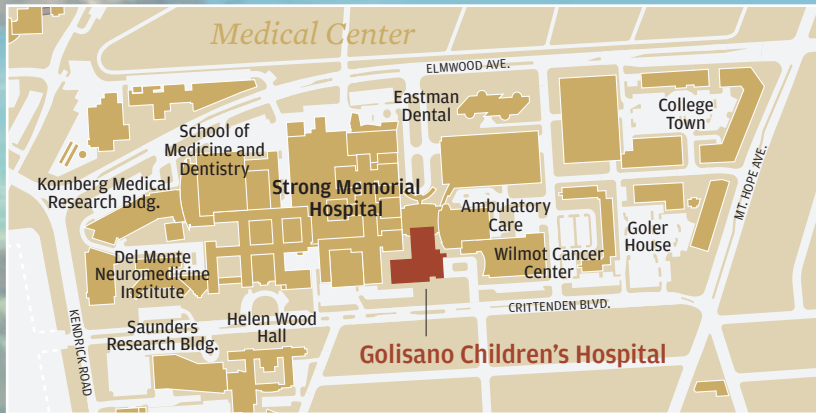 Medical Center
ELMWOOD AVE.
Eastman
Dental
College
Town
School of
Medicine and
Dentistry
MT. HOPE AVE.
Kornberg Medical
Research Bldg.
Strong Memorial
Hospital
Ambulatory
Care
Goler
House
Del Monte
Neuromedicine
Institute
Wilmot Cancer
Center
CRITTENDEN BLVD.
KENDRICK ROAD
Saunders
Research Bldg.
Helen Wood
Hall
Golisano Children's Hospital